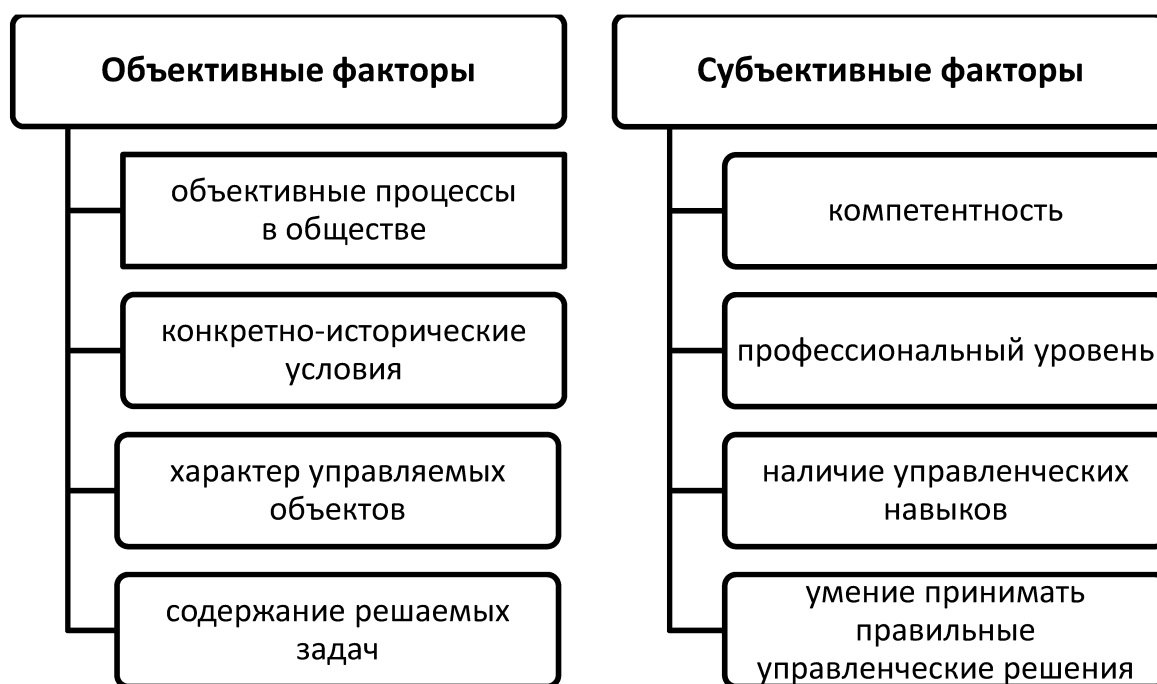 Объективные факторы
объективные процессы
в обществе
конкретно-исторические
условия
характер управляемых
объектов
содержание решаемых
задач
Субъективные факторы
компетентность
профессиональный уровень
наличие управленческих
навыков
умение принимать
правильные
управленческие решения